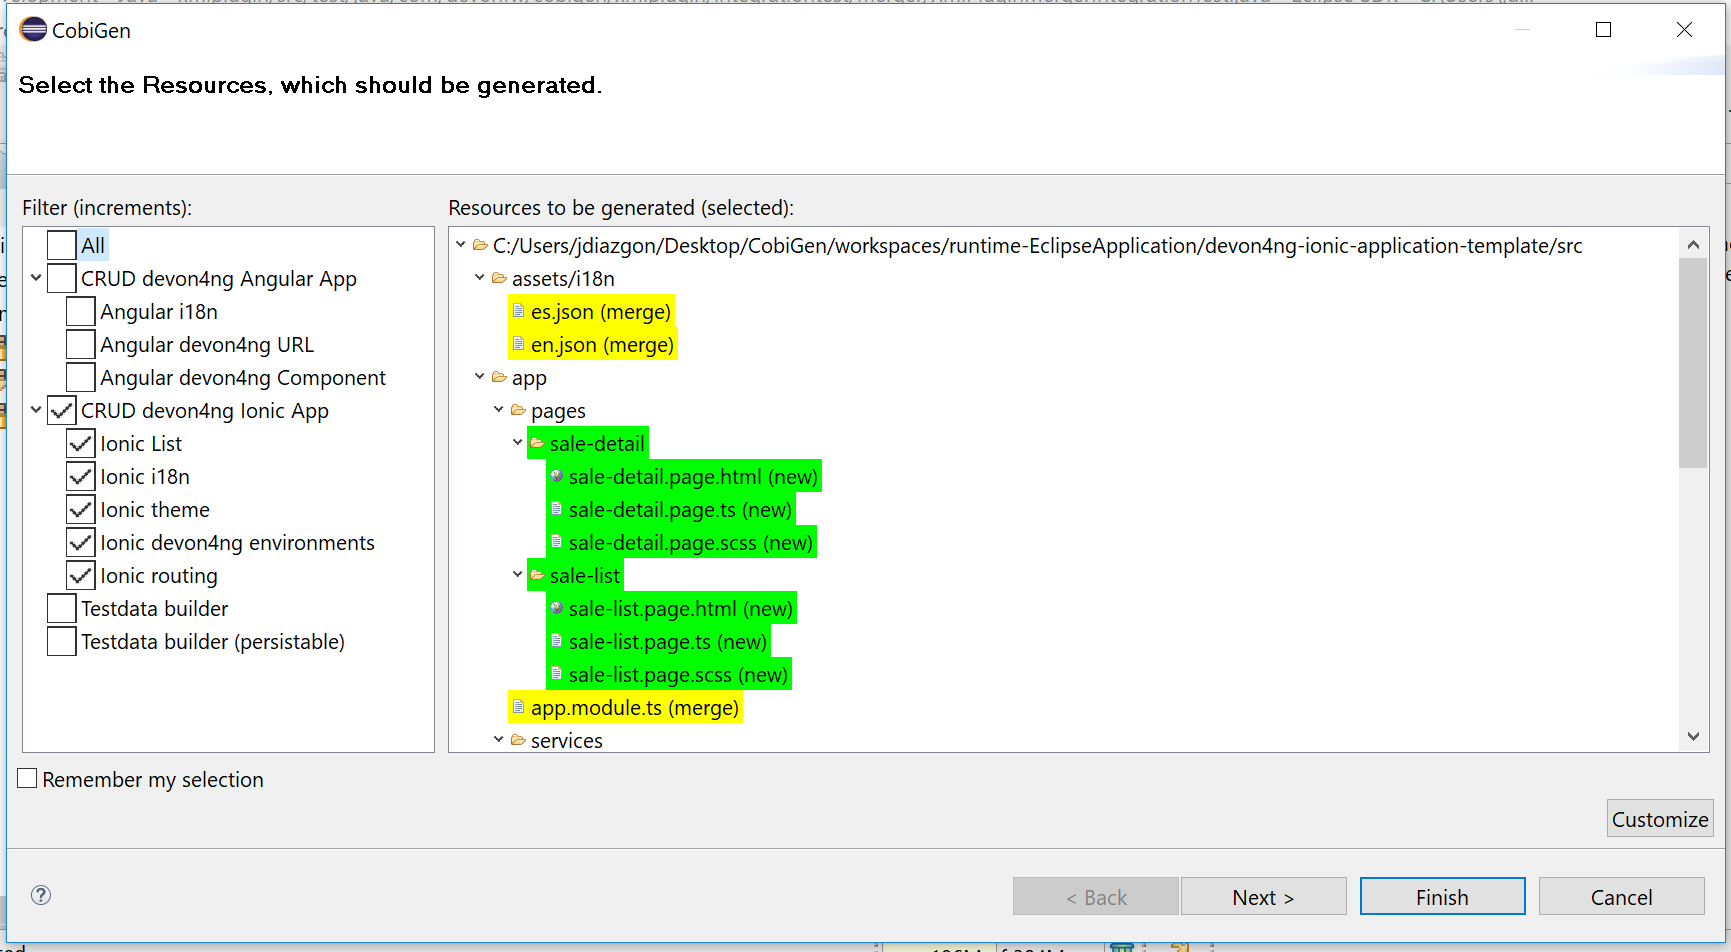 CobiGen
Select the Resources, which should be generated.
Filter (increments):
All
CRUD devon4ng Angular App
Angular i18n
Angular devon4ng URL
Angular devon4ng Component
CRUD devon4ng Ionic App
Ionic List
Ionic i18n
Ionic theme
Ionic devon4ng environments
Ionic routing
Testdata builder
Testdata builder (persistable)
Resources to be generated (selected):
C:/Users/jdiazgon/Desktop/CobiGen/workspaces/runtime-EclipseApplication/devon4ng-ionic-application-template/src
assets/i18n
es.json (merge)
en.json (merge)
app
pages
sale-detail
sale-detail.page.html (new)
sale-detail.page.ts (new)
sale-detail.page.scss (new)
sale-list
sale-list.page.html (new)
sale-list.page.ts (new)
sale-list.page.scss (new)
app.module.ts (merge)
services
Remember my selection
Customize
?
< Back
Next >
Finish
Cancel